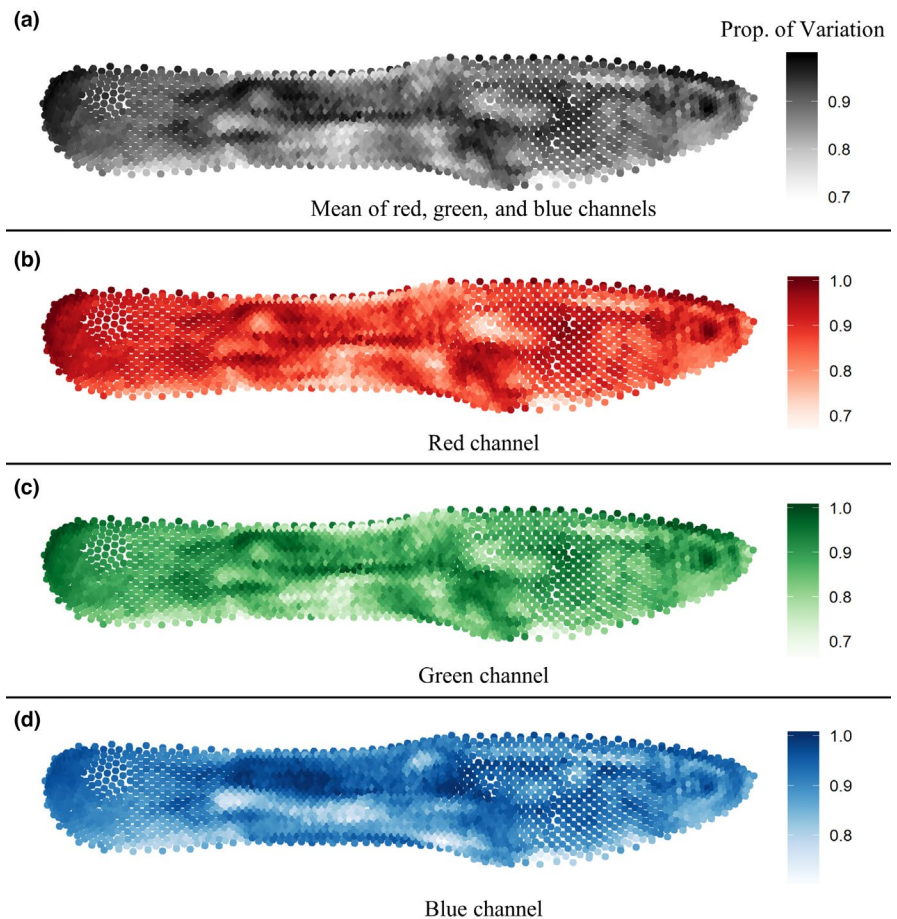 (a)
Prop. of Variation
0.9
0.8
0.7
Mean of red, green, and blue channels
(b)
1.0
0.9
0.8
0.7
Red channel
(c)
1.0
0.9
0.8
0.7
Green channel
(d)
1.0
0.9
0.8
Blue channel